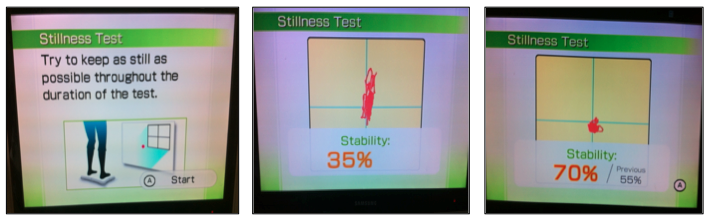 Stillness Test
Try to keep as still as
possible throughout the
duration of the test.
A Start
Stillness Test
Stability:
35%
Stillness Test
Stability:
70% / Previous 55%
A